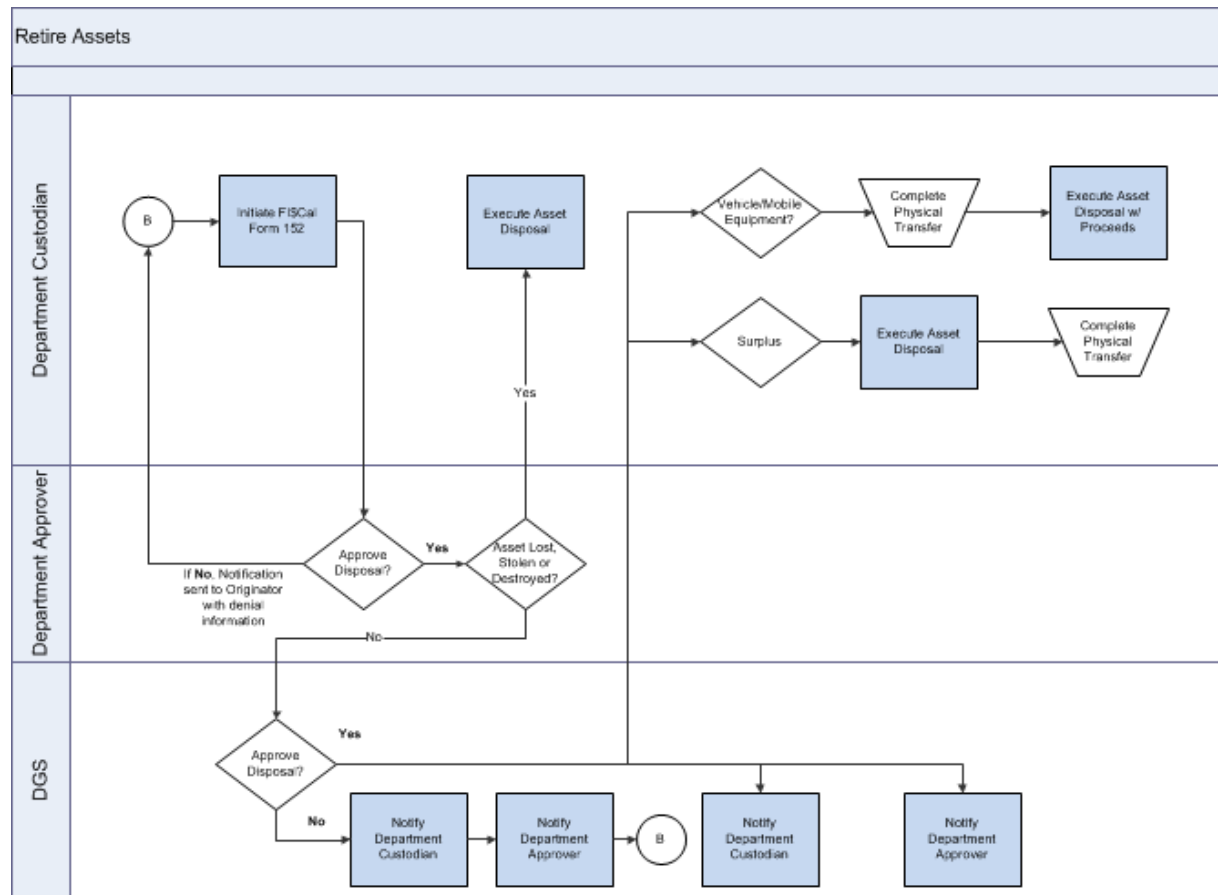 Retire Assets
Department Custodian
B
Initiate FI$Cal
Form 152
Execute Asset
Disposal
Vehicle/Mobile
Equipment?
Complete
Physical
Transfer
Execute Asset
Disposal w/
Proceeds
Surplus
Execute Asset
Disposal
Complete
Physical
Transfer
Yes
Department Approver
Approve
Disposal?
Yes
Asset Lost,
Stolen or
Destroyed?
If No, Notification
sent to Originator
with denial
information
No
DGS
Approve
Disposal?
Yes
No
Notify
Department
Custodian
Notify
Department
Approver
B
Notify
Department
Custodian
Notify
Department
Approver